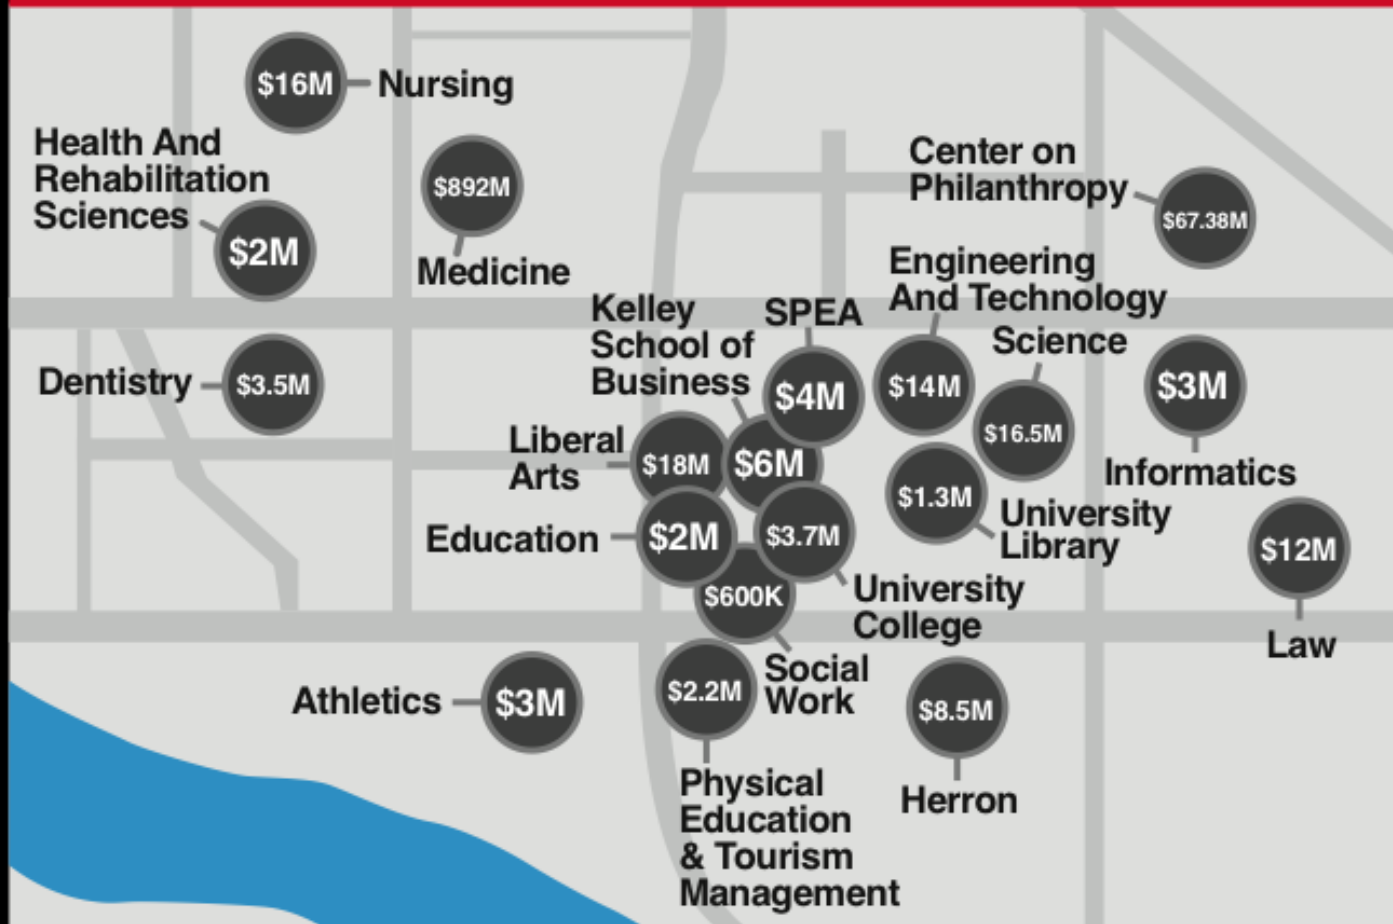 $16M
Nursing
Health And
Rehabilitation
Sciences
$2M
$892M
Medicine
Center on
Philanthropy
$67.38M
Engineering
And Technology
$14M
Kelley
School of
Business
$6M
SPEA
$4M
Science
$16.5M
$3M
Informatics
Dentistry
$3.5M
Liberal
Arts
$18M
$1.3M
University
Library
Education
$2M
$3.7M
University
College
$12M
Law
$600K
Social
Work
Athletics
$3M
$2.2M
Physical
Education
& Tourism
Management
$8.5M
Herron